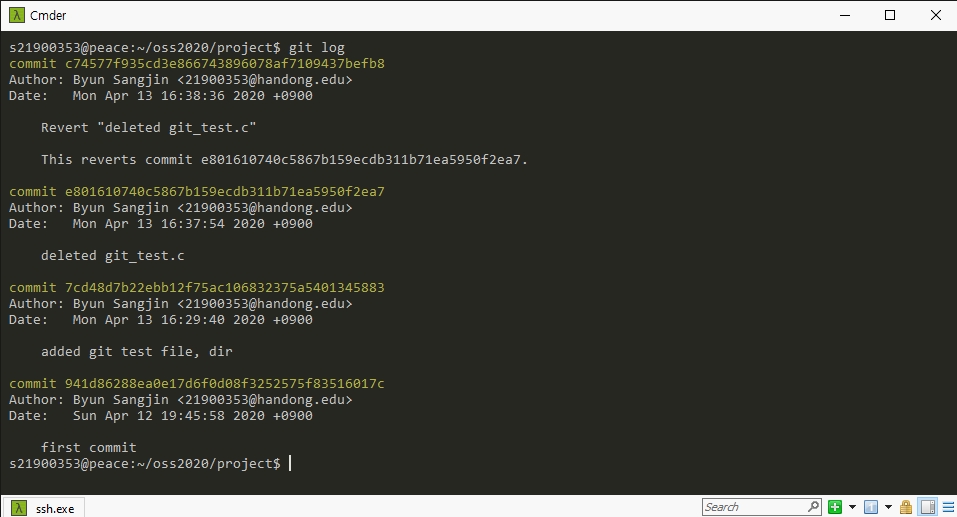 Cmder
s21900353@peace:~/oss2020/project$ git log
commit c74577f935cd3e866743896078af7109437befb8
Author: Byun Sangjin <21900353@handong.edu>
Date:   Mon Apr 13 16:38:36 2020 +0900
Revert "deleted git_test.c"
This reverts commit e801610740c5867b159ecdb311b71ea5950f2ea7.
commit e801610740c5867b159ecdb311b71ea5950f2ea7
Author: Byun Sangjin <21900353@handong.edu>
Date:   Mon Apr 13 16:37:54 2020 +0900
deleted git_test.c
commit 7cd48d7b22ebb12f75ac106832375a5401345883
Author: Byun Sangjin <21900353@handong.edu>
Date:   Mon Apr 13 16:29:40 2020 +0900
added git test file, dir
commit 941d86288ea0e17d6f0d08f3252575f83516017c
Author: Byun Sangjin <21900353@handong.edu>
Date:   Sun Apr 12 19:45:58 2020 +0900
first commit
s21900353@peace:~/oss2020/project$
ssh.exe
Search